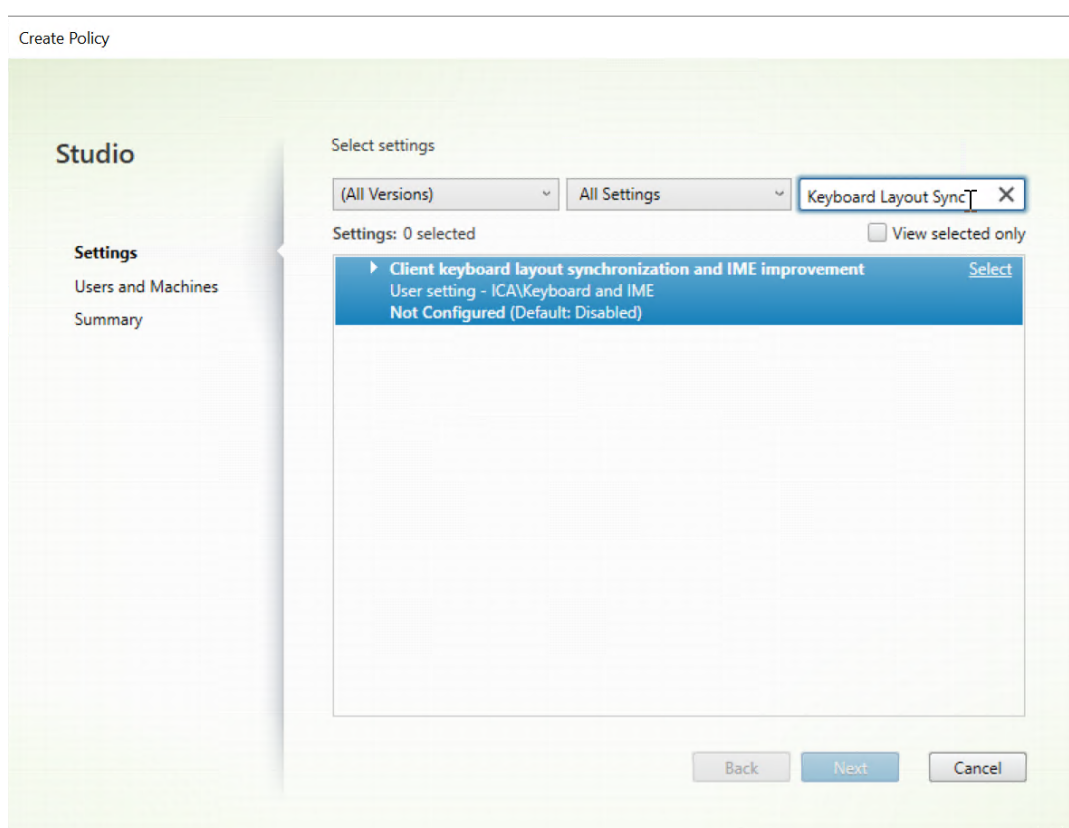 Create Policy
Studio
Settings
Users and Machines
Summary
Select settings
(All Versions)
All Settings
Keyboard Layout Sync
Settings: 0 selected
View selected only
Client keyboard layout synchronization and IME improvement
Select
User setting - ICA\Keyboard and IME
Not Configured (Default: Disabled)
Back
Next
Cancel